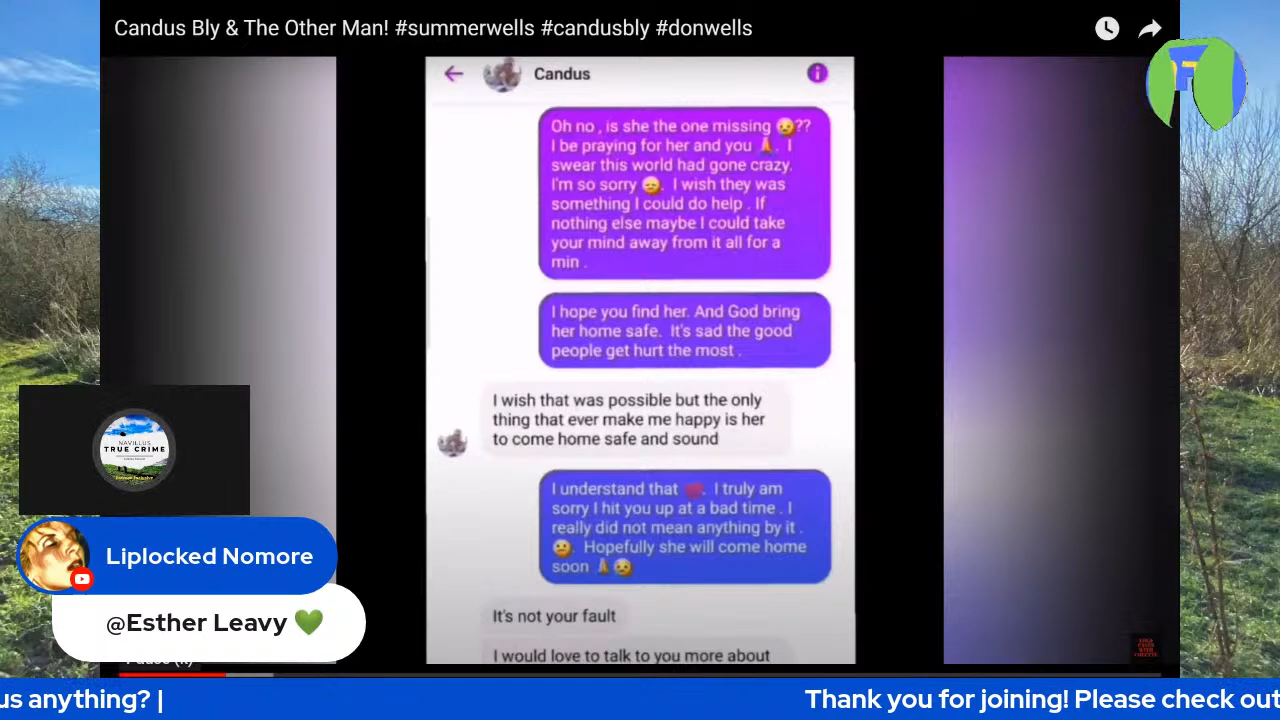 Candus Bly & The Other Man! #summerwells #candusbly #donwells
Candus
Oh no , is she the one missing 😢??
I be praying for her and you 🙏. I
swear this world had gone crazy.
I'm so sorry 😞. I wish they was
something I could do help . If
nothing else maybe I could take
your mind away from it all for a
min .
I hope you find her. And God bring
her home safe. It's sad the good
people get hurt the most .
I wish that was possible but the only
thing that ever make me happy is her
to come home safe and sound
I understand that 💓. I truly am
sorry I hit you up at a bad time . I
really did not mean anything by it .
😕. Hopefully she will come home
soon 🙏😢
It's not your fault
I would love to talk to you more about
NAVILLUS
TRUE CRIME
Liplocked Nomore
@Esther Leavy 💚
us anything? |
Thank you for joining! Please check out